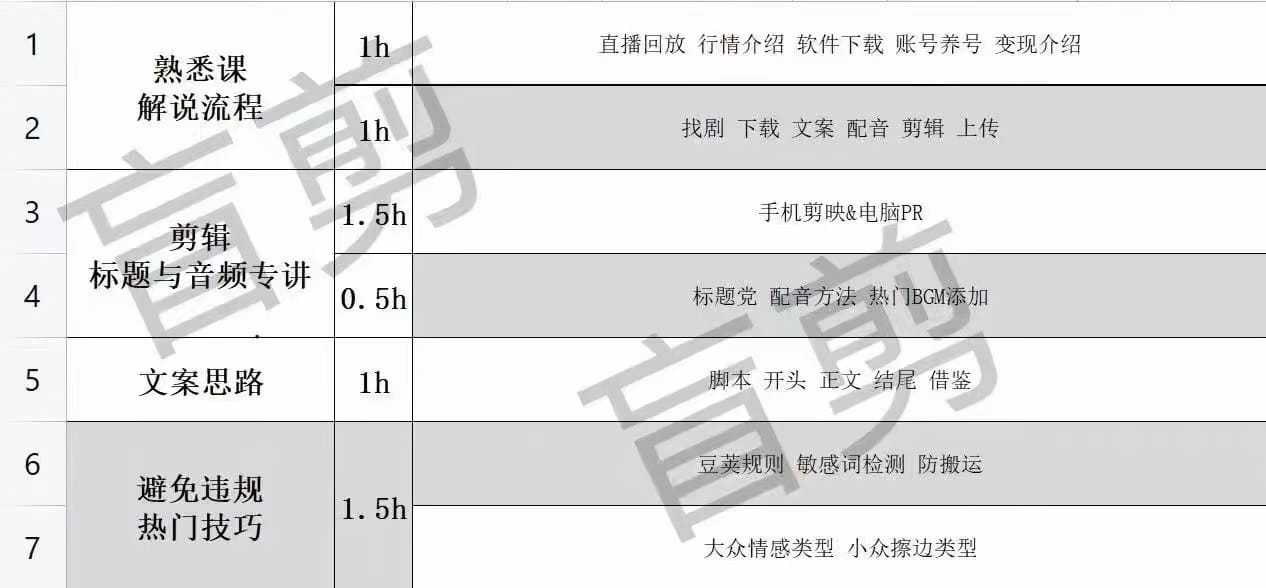 1
熟悉课
解说流程
1h
直播回放 行情介绍 软件下载 账号养号 变现介绍
2
1h
找剧 下载 文案 配音 剪辑 上传
3
剪辑
标题与音频专讲
1.5h
手机剪映&电脑PR
4
0.5h
标题党 配音方法 热门BGM添加
5
文案思路
1h
脚本 开头 正文 结尾 借鉴
6
避免违规
热门技巧
1.5h
豆荚规则 敏感词检测 防搬运
7
大众情感类型 小众擦边类型
盲剪
盲剪